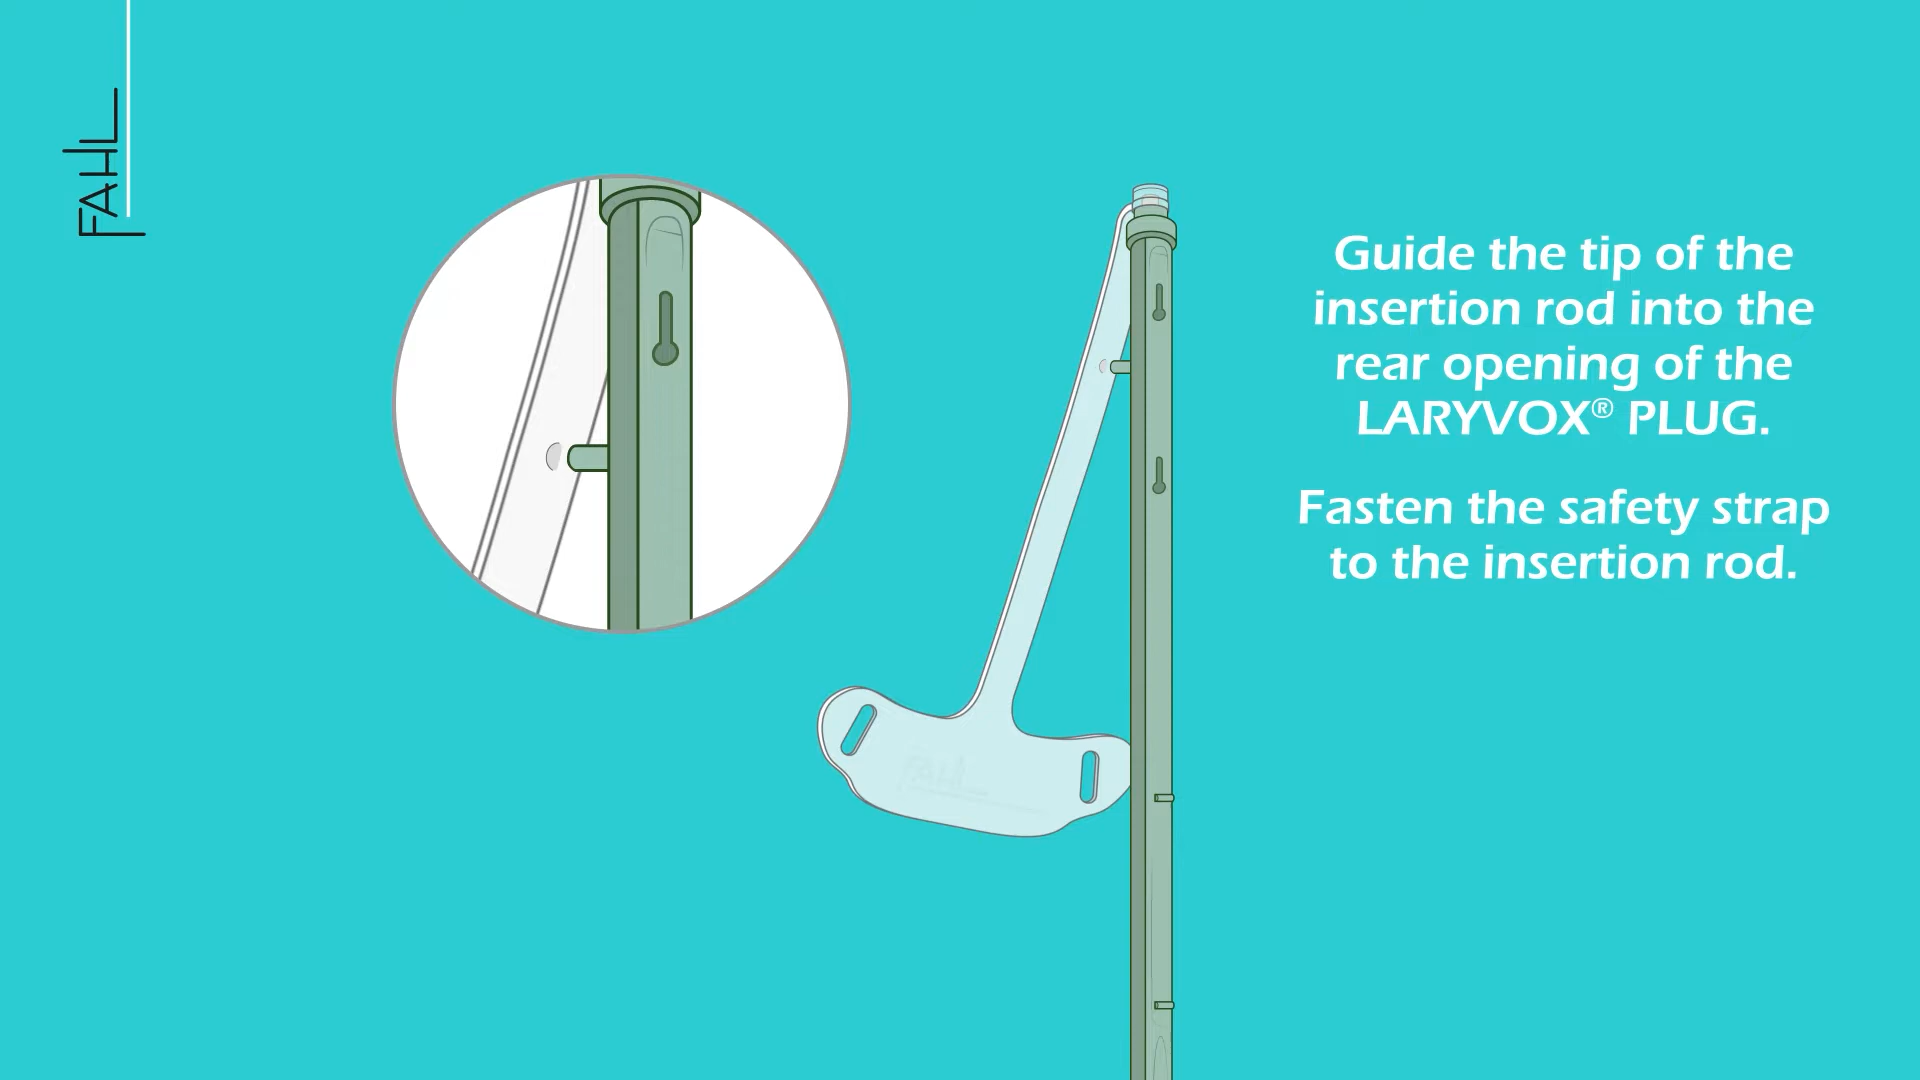 FAHL
Guide the tip of the
insertion rod into the
rear opening of the
LARYVOX® PLUG.
Fasten the safety strap
to the insertion rod.
FAHL